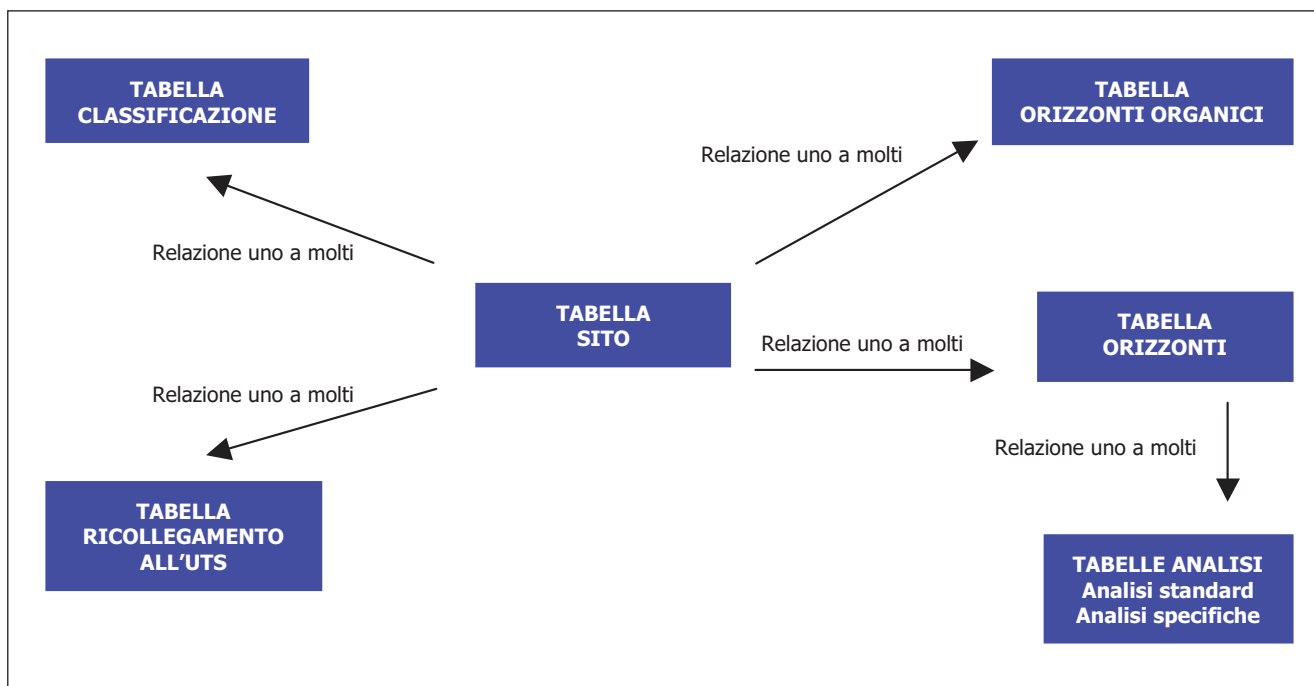 TABELLA
CLASSIFICAZIONE
TABELLA
ORIZZONTI ORGANICI
Relazione uno a molti
Relazione uno a molti
TABELLA
SITO
TABELLA
ORIZZONTI
Relazione uno a molti
Relazione uno a molti
Relazione uno a molti
TABELLA
RICOLLEGAMENTO
ALL’UTS
TABELLE ANALISI
Analisi standard
Analisi specifiche